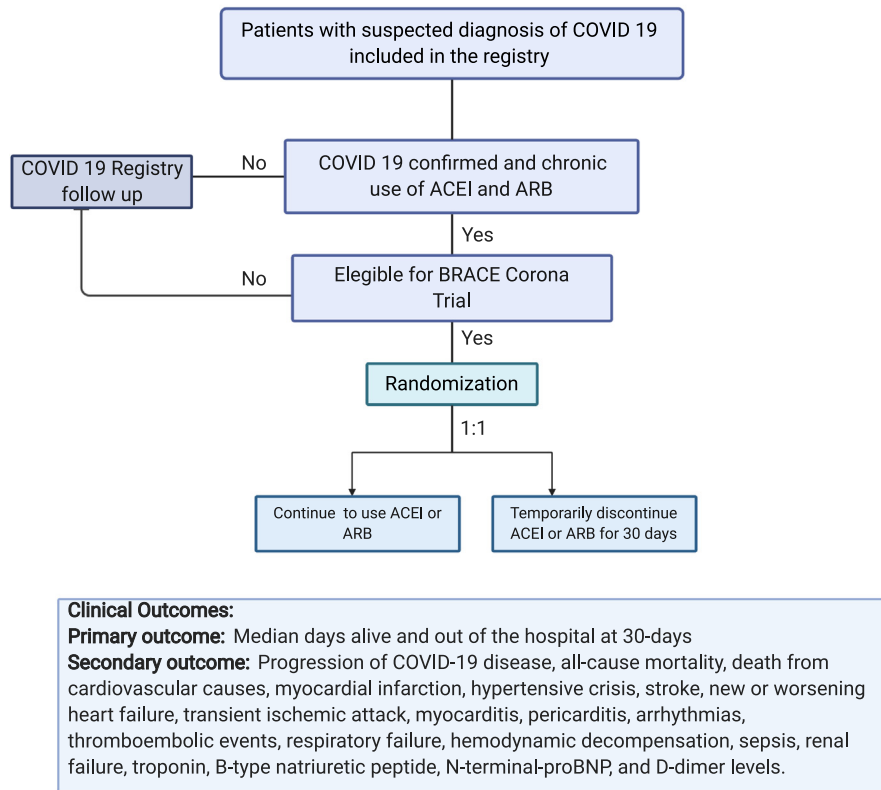 Patients with suspected diagnosis of COVID 19
included in the registry
COVID 19 Registry
follow up
No
COVID 19 confirmed and chronic
use of ACEI and ARB
Yes
No
Elegible for BRACE Corona
Trial
Yes
Randomization
1:1
Continue to use ACEI or
ARB
Temporarily discontinue
ACEI or ARB for 30 days
Clinical Outcomes:
Primary outcome: Median days alive and out of the hospital at 30-days
Secondary outcome: Progression of COVID-19 disease, all-cause mortality, death from
cardiovascular causes, myocardial infarction, hypertensive crisis, stroke, new or worsening
heart failure, transient ischemic attack, myocarditis, pericarditis, arrhythmias,
thromboembolic events, respiratory failure, hemodynamic decompensation, sepsis, renal
failure, troponin, B-type natriuretic peptide, N-terminal-proBNP, and D-dimer levels.